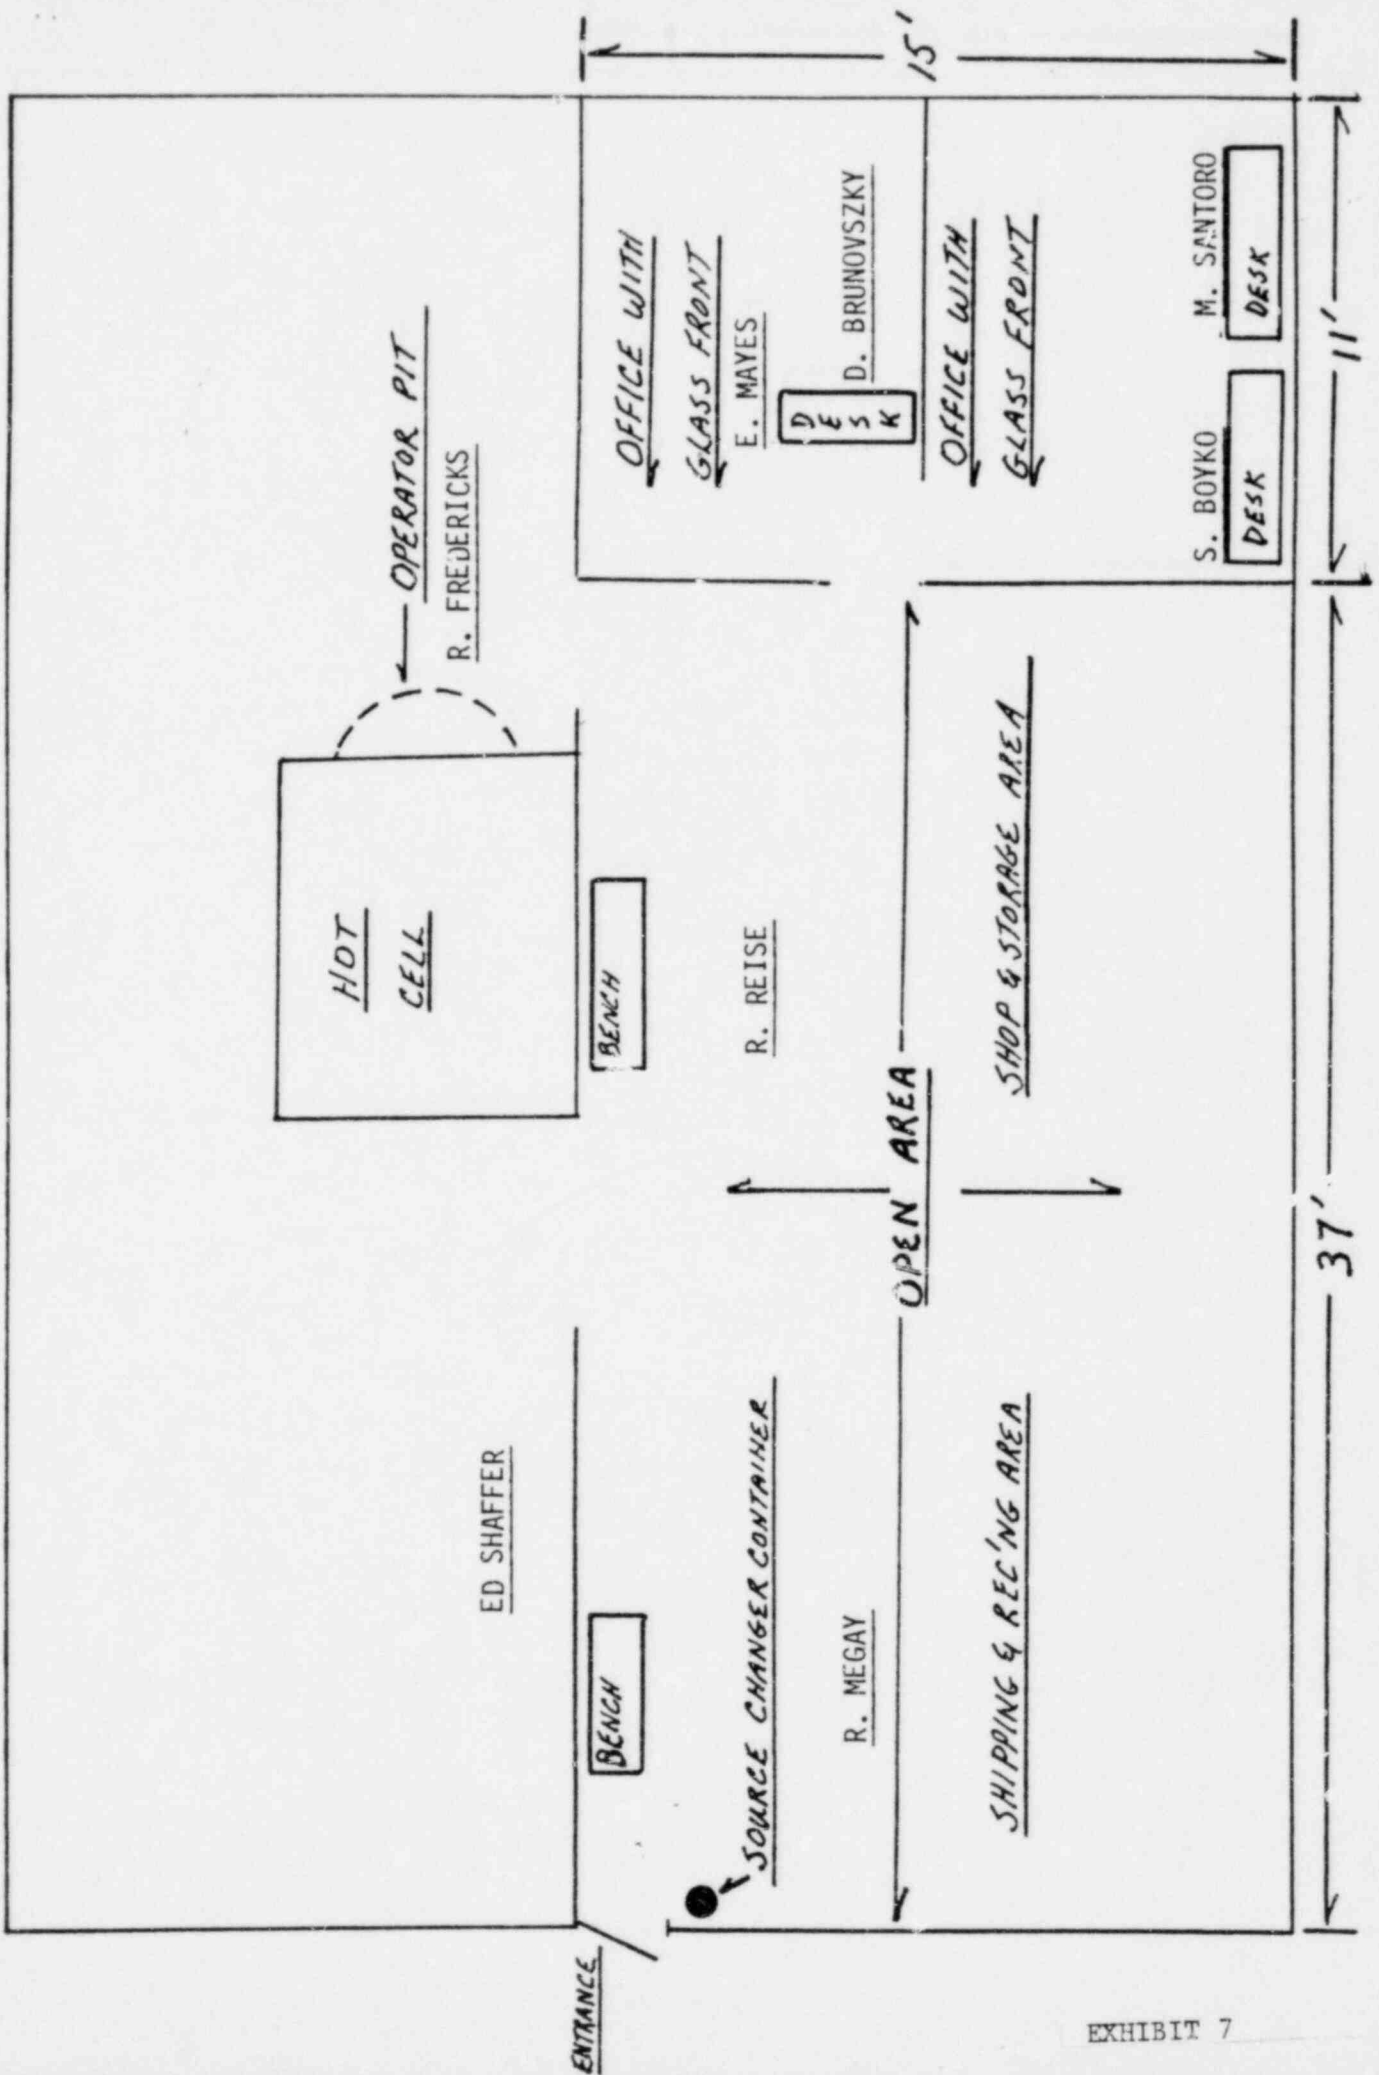 OPERATOR PIT
R. FREDERICKS
HOT
CELL
ED SHAFFER
ENTRANCE
BENCH
BENCH
OFFICE WITH
GLASS FRONT
E. MAYES
DESK
D. BRUNOVSZKY
SOURCE CHANGER CONTAINER
R. REISE
R. MEGAY
OPEN AREA
15'
OFFICE WITH
GLASS FRONT
SHIPPING & REC'NG AREA
SHOP & STORAGE AREA
S. BOYKO
M. SANTORO
DESK
DESK
37'
11'
EXHIBIT 7